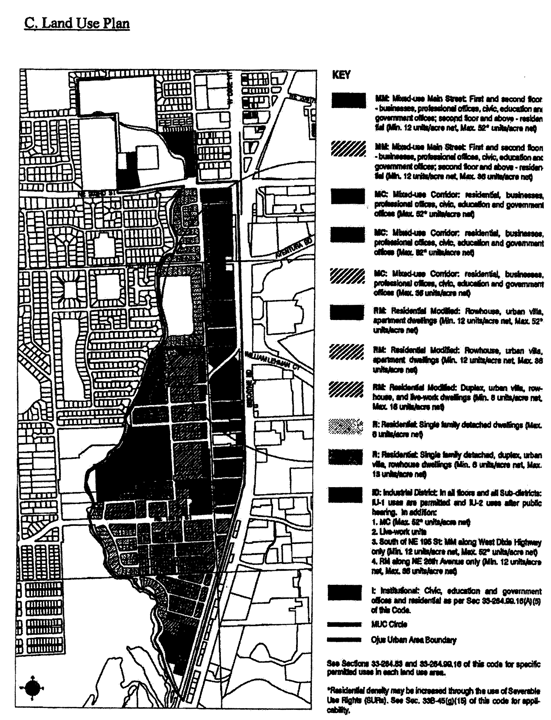 C. Land Use Plan
KEY
MM: Mixed-use Main Street: First and second floor
- businesses, professional offices, civic, education and
government offices; second floor and above - residen-
tial (Min. 12 units/acre net, Max. 52* units/acre net)
MM: Mixed-use Main Street: First and second floor
- businesses, professional offices, civic, education and
government offices; second floor and above - residen-
tial (Min. 12 units/acre net, Max. 36 units/acre net)
MC: Mixed-use Corridor: residential, businesses,
professional offices, civic, education and government
offices (Max. 52* units/acre net)
MC: Mixed-use Corridor: residential, businesses,
professional offices, civic, education and government
offices (Max. units/acre net)
MC: Mixed-use Corridor: residential, businesses,
professional offices, civic, education and government
offices (Max. 36 units/acre net)
RM: Residential Modified: Rowhouse, urban villa,
apartment dwellings (Min. 12 units/acre net, Max. 52*
units/acre net)
RM: Residential Modified: Rowhouse, urban villa,
apartment dwellings (Min. 12 units/acre net, Max. 36
units/acre net)
RM: Residential Modified: Duplex, urban villa, row-
house, and live-work dwellings (Min. 6 units/acre net,
Max. 18 units/acre net)
R: Residential: Single family detached dwellings (Max.
6 units/acre net)
R: Residential: Single family detached, duplex, urban
villa, rowhouse dwellings (Min. 6 units/acre net, Max.
13 units/acre net)
ID: Industrial District: In all floors and all Sub-districts:
IU-1 uses are permitted and IU-2 uses after public
hearing. In addition:
1. MC (Max. 52* units/acre net)
2. Live-work units
3. South of NE 195 St: MM along West Dixie Highway
only (Min. 12 units/acre net, Max. 52* units/acre net)
4. RM along NE 26th Avenue only (Min. 12 units/acre
net, Max. 36 units/acre net)
I: Institutional: Civic, education and government
offices and residential as per Sec 33-284.99.16(A)(5)
of this Code.
MUC Circle
Ojus Urban Area Boundary
AVENTURA BD
WILLIAM LEHMAN CY
BISCAYNE BD
See Sections 33-284.83 and 33-284.99.16 of this code for specific
permitted uses in each land use area.
*Residential density may be increased through the use of Severable
Use Rights (SURs). See Sec. 33B-45(g)(15) of this code for appli-
cability.